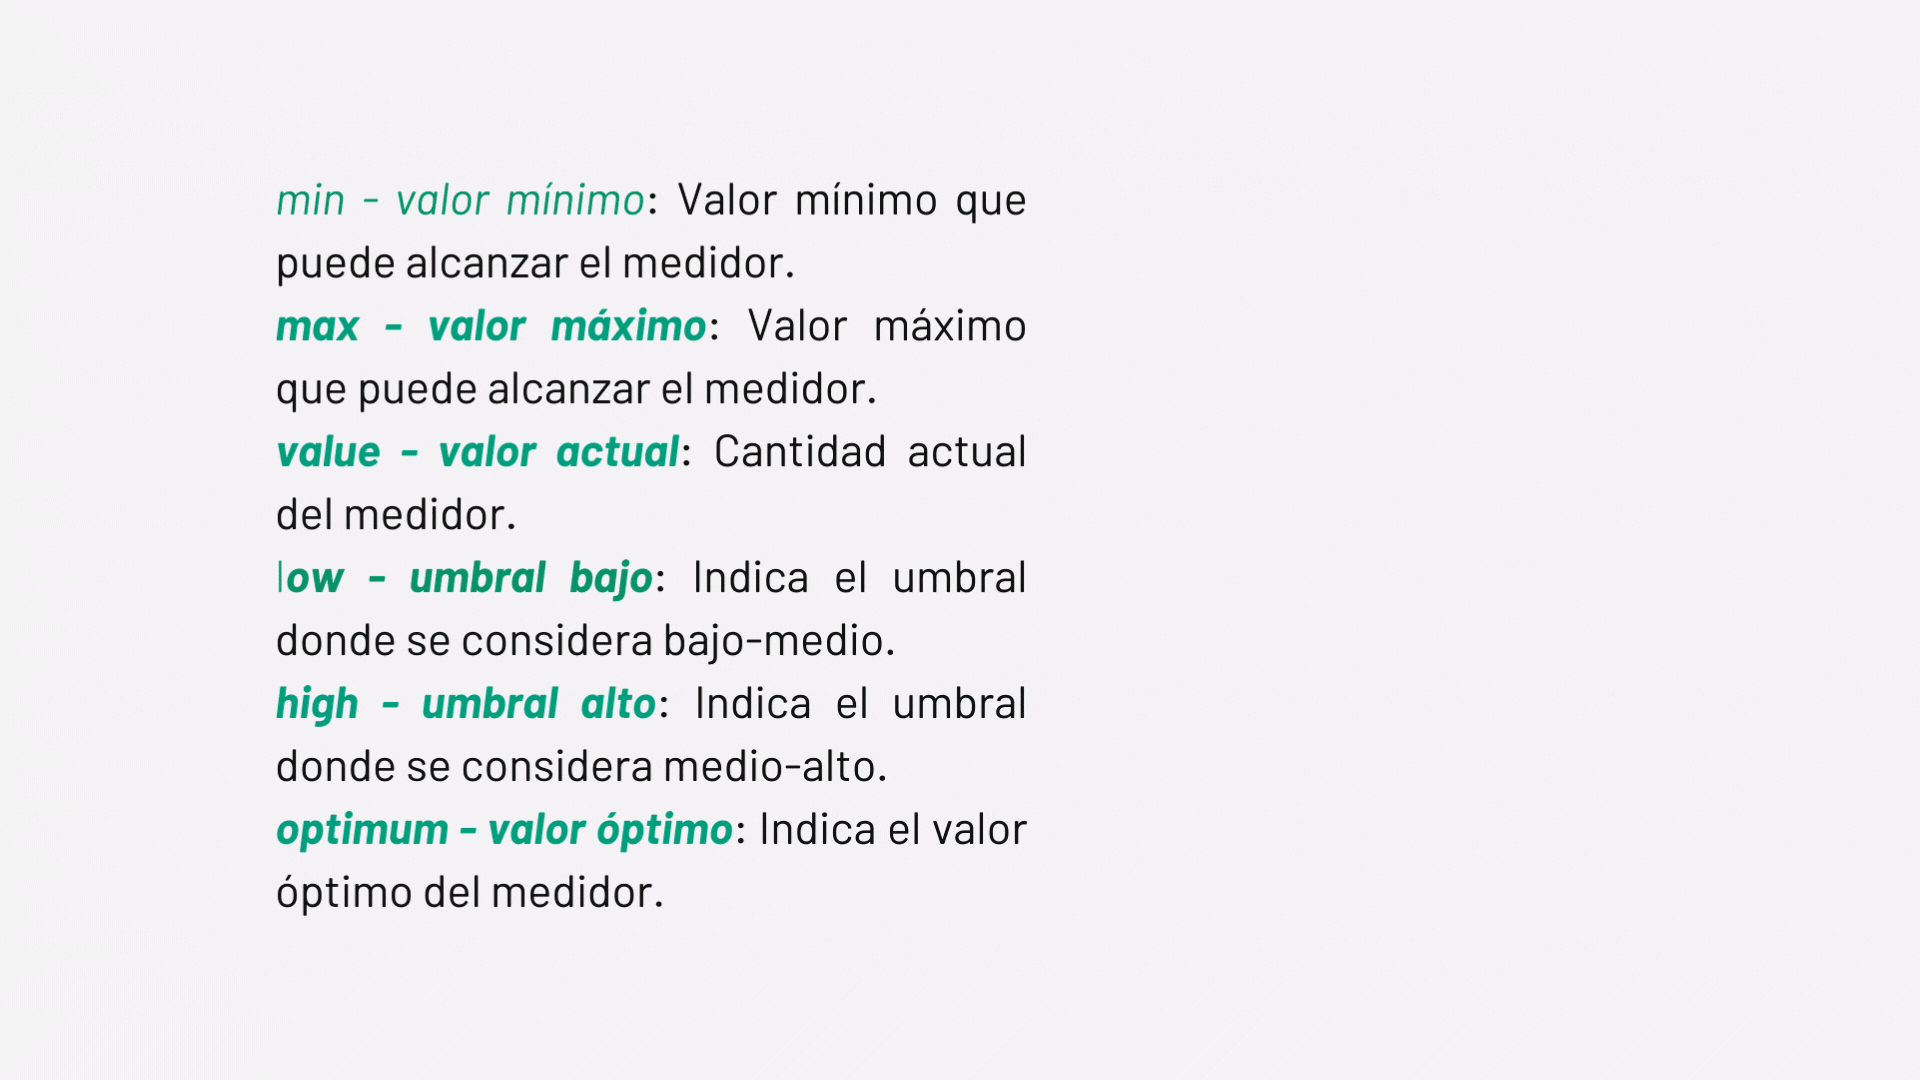 min - valor mínimo: Valor mínimo que
puede alcanzar el medidor.
max - valor máximo: Valor máximo
que puede alcanzar el medidor.
value - valor actual: Cantidad actual
del medidor.
low - umbral bajo: Indica el umbral
donde se considera bajo-medio.
high - umbral alto: Indica el umbral
donde se considera medio-alto.
optimum - valor óptimo: Indica el valor
óptimo del medidor.